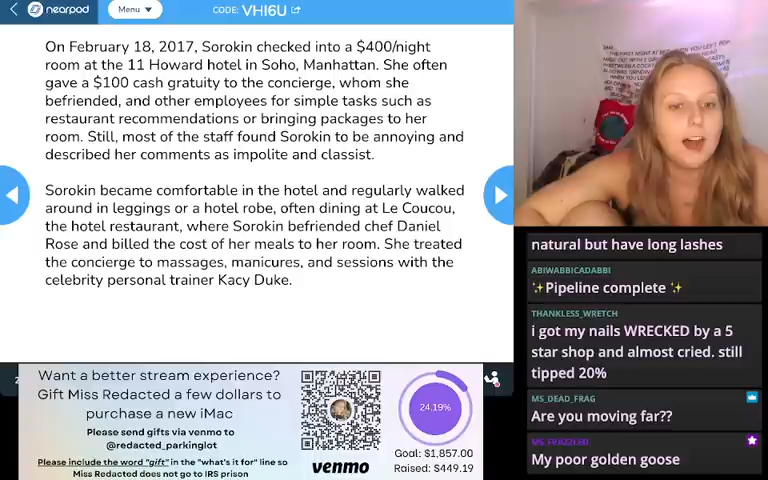 nearpod
Menu
CODE: VHI6U
On February 18, 2017, Sorokin checked into a $400/night
room at the 11 Howard hotel in Soho, Manhattan. She often
gave a $100 cash gratuity to the concierge, whom she
befriended, and other employees for simple tasks such as
restaurant recommendations or bringing packages to her
room. Still, most of the staff found Sorokin to be annoying and
described her comments as impolite and classist.
Sorokin became comfortable in the hotel and regularly walked
around in leggings or a hotel robe, often dining at Le Coucou,
the hotel restaurant, where Sorokin befriended chef Daniel
Rose and billed the cost of her meals to her room. She treated
the concierge to massages, manicures, and sessions with the
celebrity personal trainer Kacy Duke.
Want a better stream experience?
Gift Miss Redacted a few dollars to
purchase a new iMac
Please send gifts via venmo to
@redacted_parkinglot
Please include the word "gift" in the "what's it for" line so
Miss Redacted does not go to IRS prison
venmo
24.19%
Goal: $1,857.00
Raised: $449.19
natural but have long lashes
ABIWABBICADABBI
✨Pipeline complete ✨
THANKLESS_WRETCH
i got my nails WRECKED by a 5
star shop and almost cried. still
tipped 20%
MS_DEAD_FRAG
Are you moving far??
MS_FRAZZLED
My poor golden goose